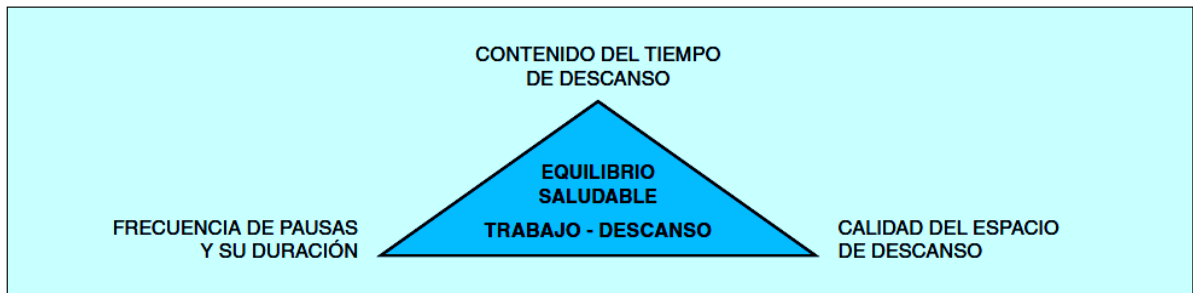 CONTENIDO DEL TIEMPO
DE DESCANSO
EQUILIBRIO
SALUDABLE
TRABAJO - DESCANSO
FRECUENCIA DE PAUSAS
Y SU DURACIÓN
CALIDAD DEL ESPACIO
DE DESCANSO